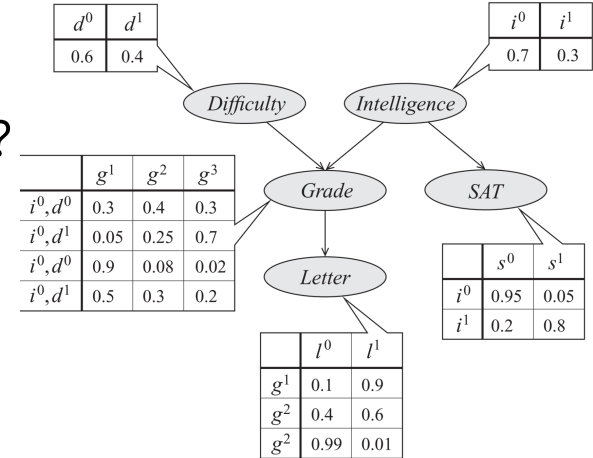 d⁰ d¹
0.6 0.4
i⁰ i¹
0.7 0.3
Difficulty
Intelligence
?
g¹ g² g³
i⁰,d⁰ 0.3 0.4 0.3
i⁰,d¹ 0.05 0.25 0.7
i⁰,d⁰ 0.9 0.08 0.02
i⁰,d¹ 0.5 0.3 0.2
Grade
SAT
s⁰ s¹
i⁰ 0.95 0.05
i¹ 0.2 0.8
Letter
l⁰ l¹
g¹ 0.1 0.9
g² 0.4 0.6
g² 0.99 0.01